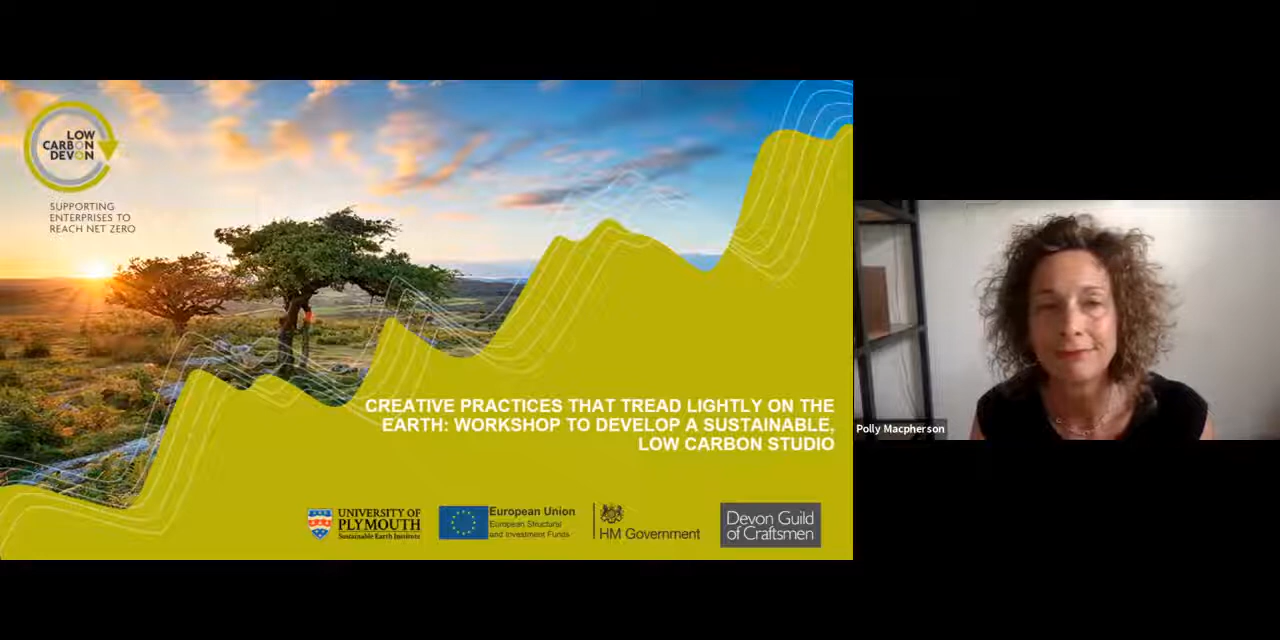 LOW
CARBON
DEVON
SUPPORTING
ENTERPRISES TO
REACH NET ZERO
CREATIVE PRACTICES THAT TREAD LIGHTLY ON THE
EARTH: WORKSHOP TO DEVELOP A SUSTAINABLE,
LOW CARBON STUDIO
Polly Macpherson
UNIVERSITY OF
PLYMOUTH
Sustainable Earth Institute
European Union
European Structural
and Investment Funds
HM Government
Devon Guild
of Craftsmen